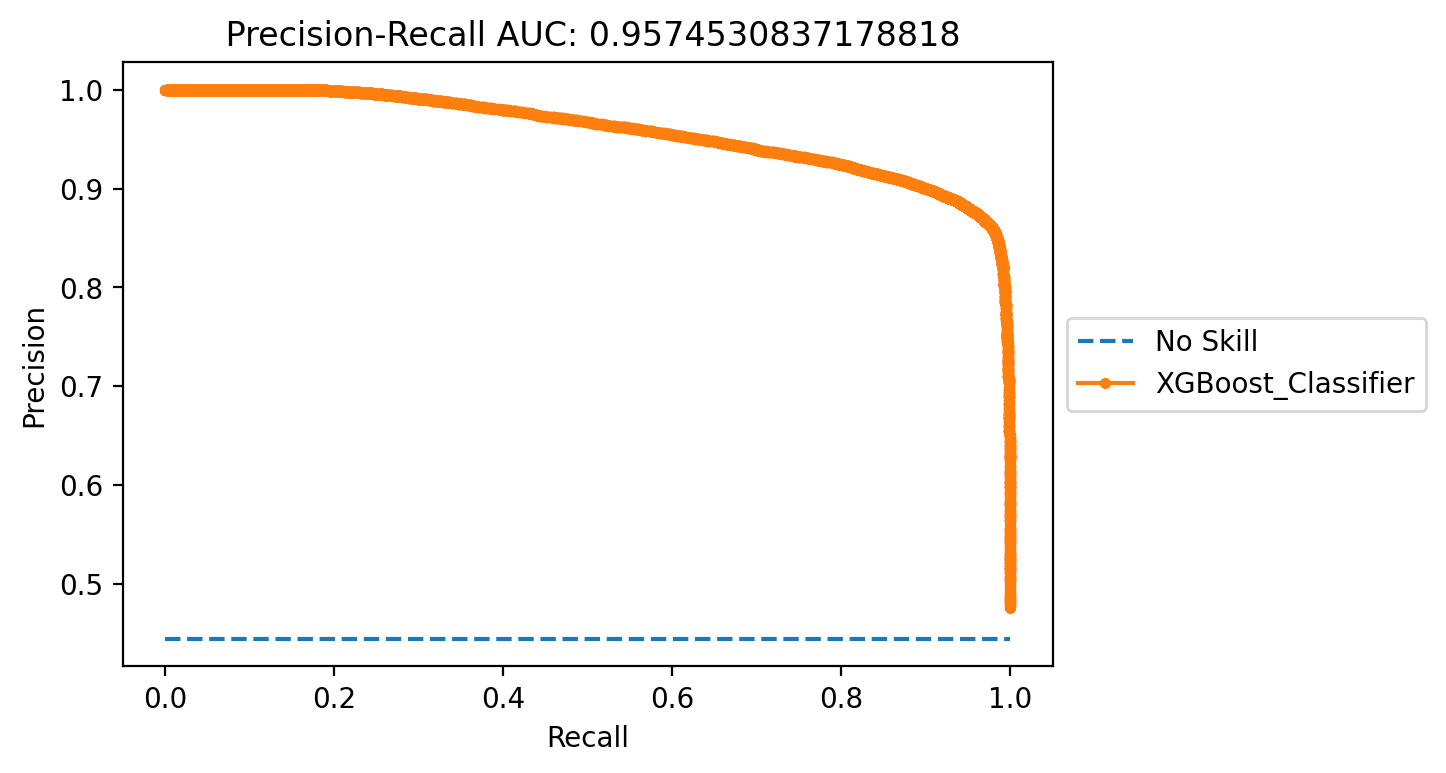 Precision-Recall AUC: 0.9574530837178818
1.0
0.9
0.8
0.7
0.6
0.5
Precision
0.0 0.2 0.4 0.6 0.8 1.0
Recall
No Skill
XGBoost_Classifier